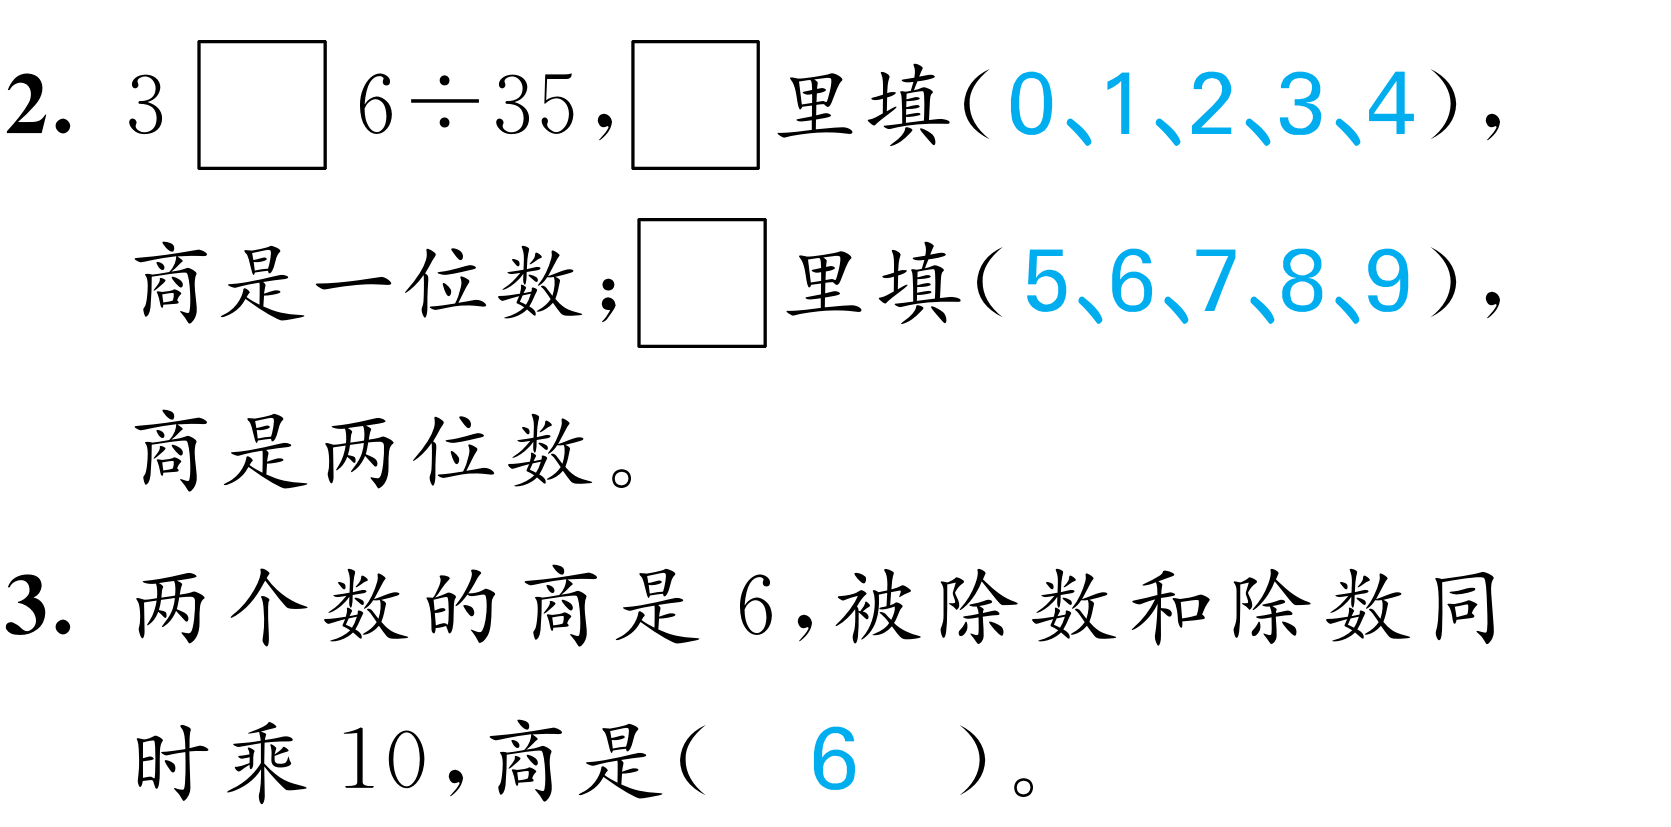 2. 3□6÷35,□里填(0、1、2、3、4),
商是一位数;□里填(5、6、7、8、9),
商是两位数。
3. 两个数的商是 6,被除数和除数同
时乘 10,商是( 6 )。